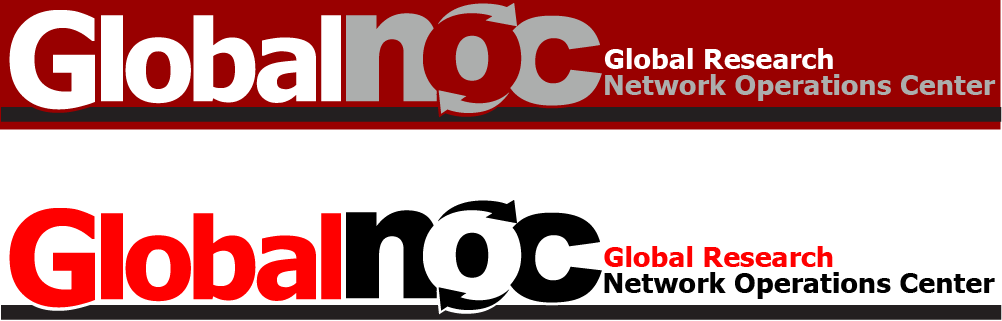 Globalnoc
Global Research
Network Operations Center
Globalnoc
Global Research
Network Operations Center